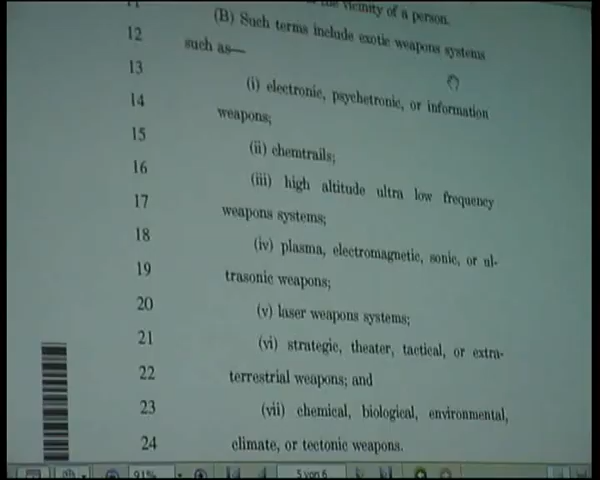 11 the vicinity of a person.
12 (B) Such terms include exotic weapons systems
13 such as—
14 (i) electronic, psychetronic, or information
15 weapons;
16 (ii) chemtrails;
17 (iii) high altitude ultra low frequency
18 weapons systems;
19 (iv) plasma, electromagnetic, sonic, or ul-
20 trasonic weapons;
21 (v) laser weapons systems;
22 (vi) strategic, theater, tactical, or extra-
23 terrestrial weapons; and
24 (vii) chemical, biological, environmental,
climate, or tectonic weapons.
91% 5 von 6